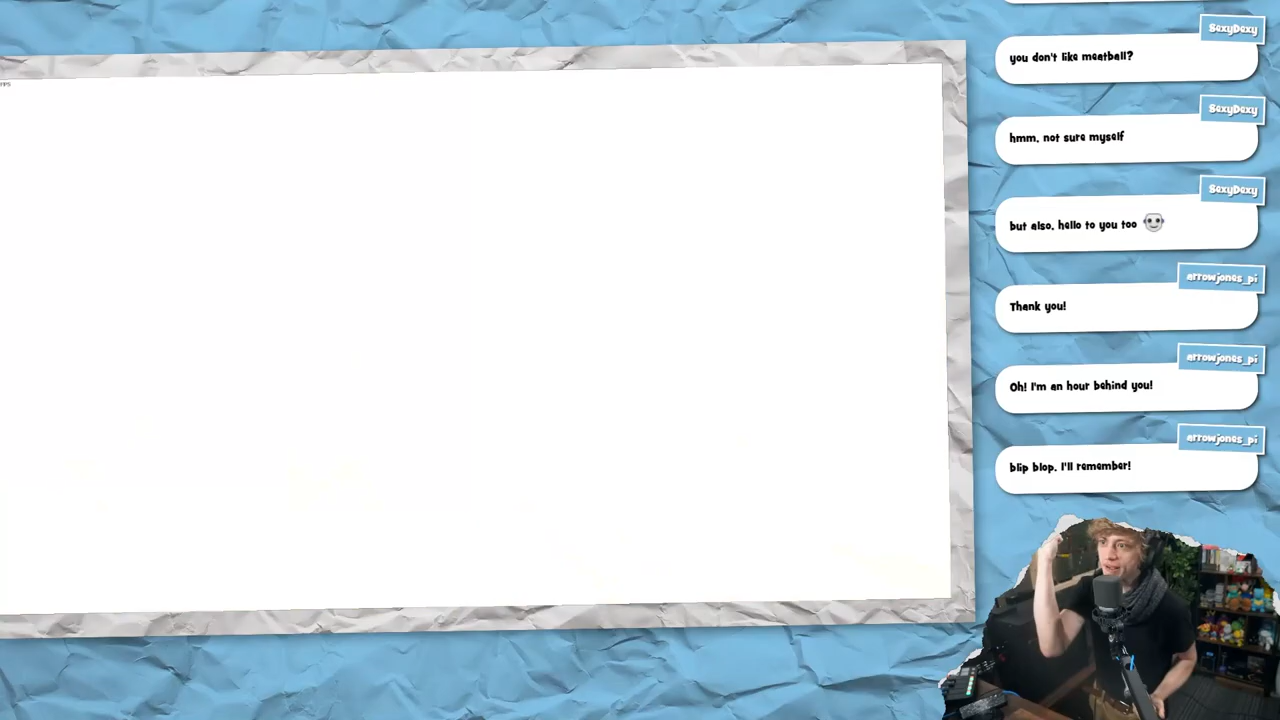 SexyDexy
you don't like meatball?
SexyDexy
hmm, not sure myself
SexyDexy
but also, hello to you too
arrowjones_pi
Thank you!
arrowjones_pi
Oh! I'm an hour behind you!
arrowjones_pi
blip blop, I'll remember!